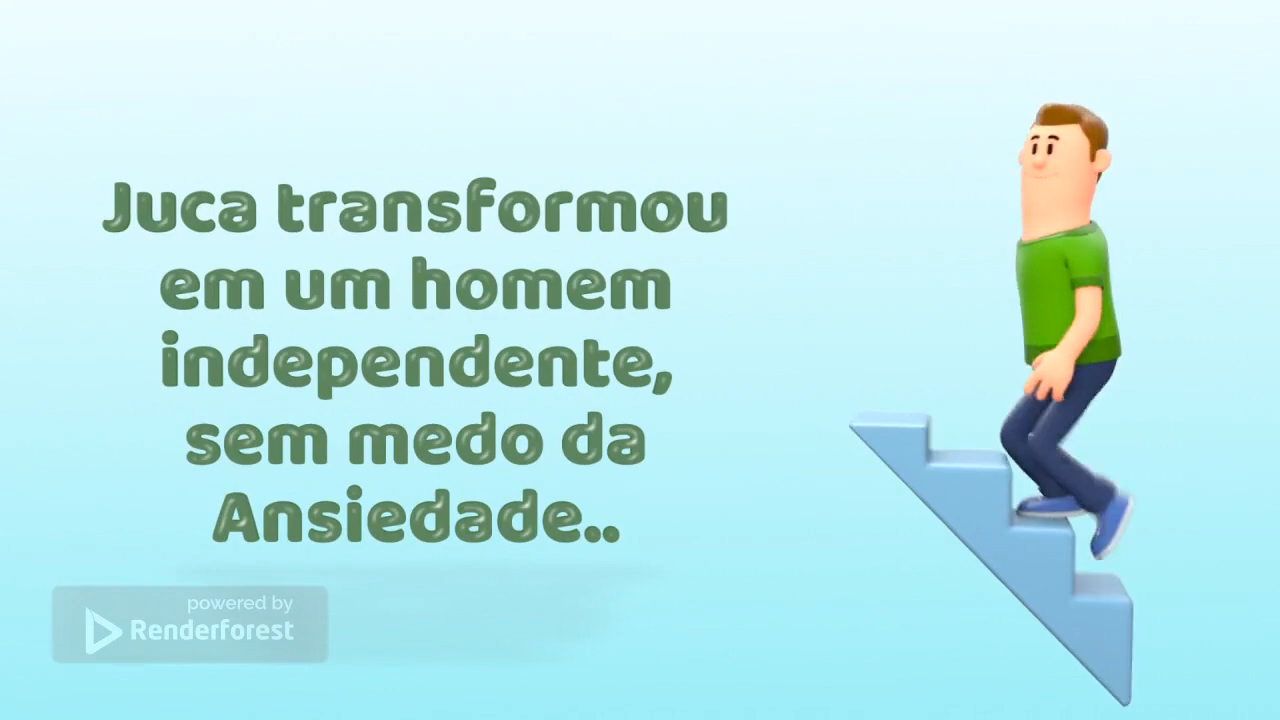 Juca transformou
em um homem
independente,
sem medo da
Ansiedade..
powered by
Renderforest